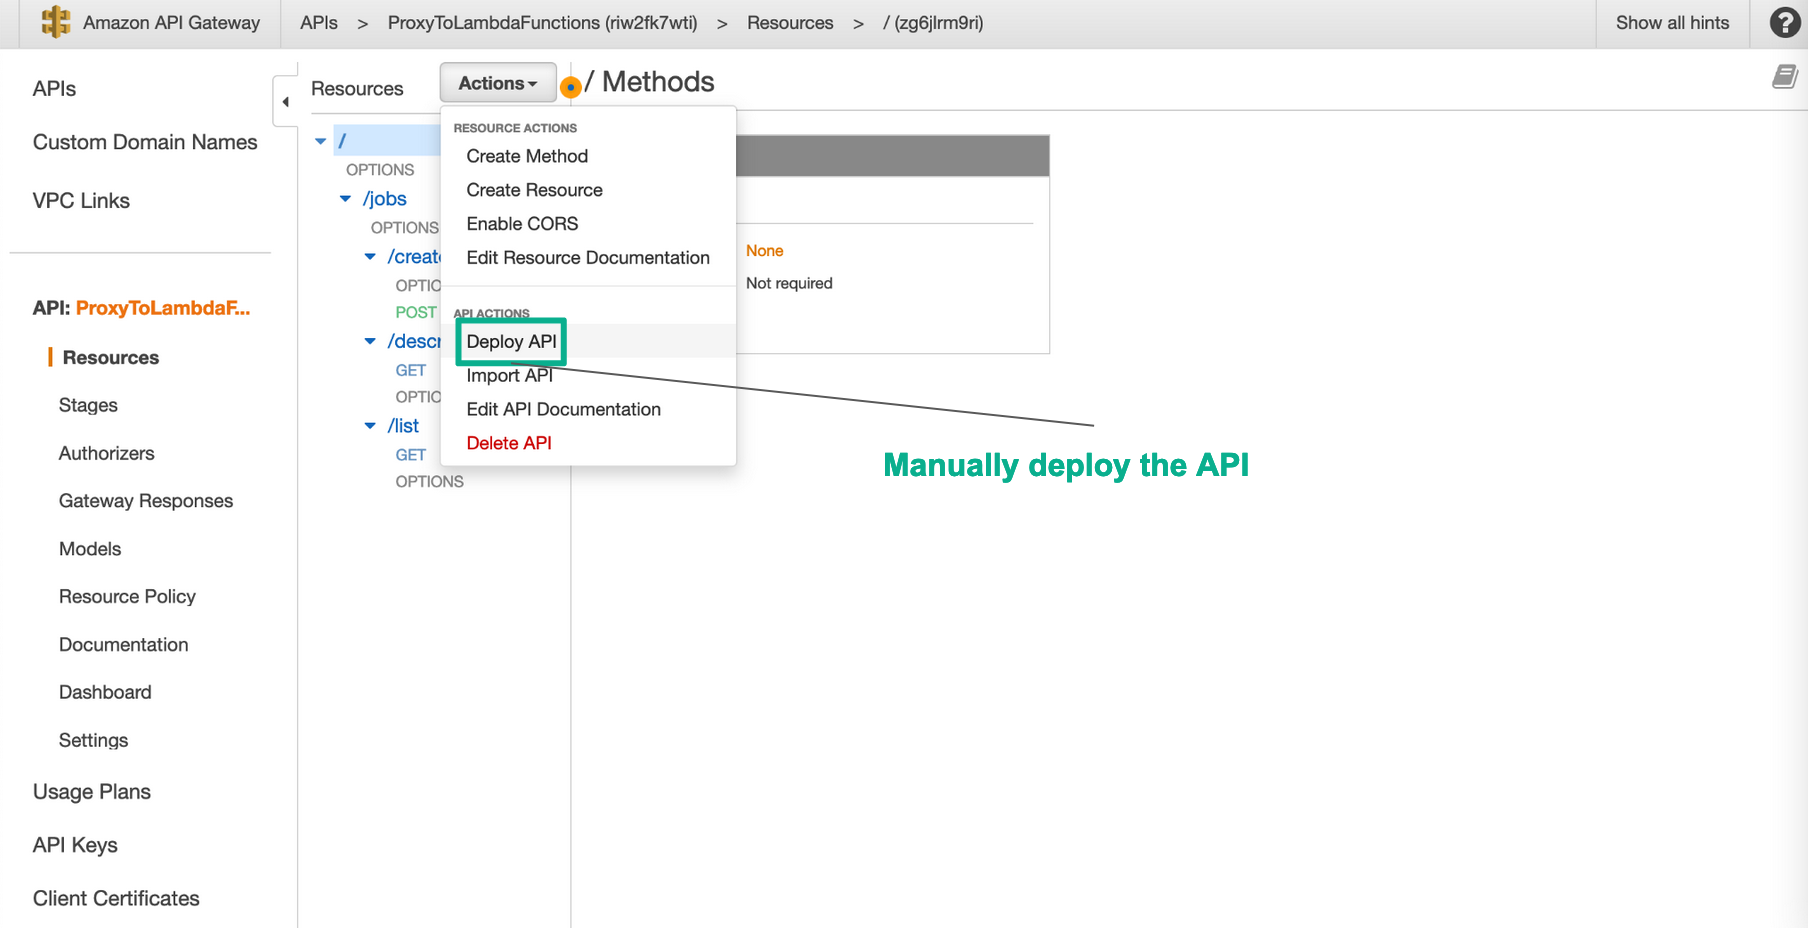 Amazon API Gateway
APIs > ProxyToLambdaFunctions (riw2fk7wti) > Resources > / (zg6jlrm9ri)
Show all hints
?
APIs
Custom Domain Names
VPC Links
API: ProxyToLambdaF...
Resources
Stages
Authorizers
Gateway Responses
Models
Resource Policy
Documentation
Dashboard
Settings
Usage Plans
API Keys
Client Certificates
Resources
Actions
/ Methods
/
OPTIONS
/jobs
OPTIONS
/create
OPTIO
POST
/descr
GET
OPTIO
/list
GET
OPTIONS
RESOURCE ACTIONS
Create Method
Create Resource
Enable CORS
Edit Resource Documentation
API ACTIONS
Deploy API
Import API
Edit API Documentation
Delete API
None
Not required
Manually deploy the API